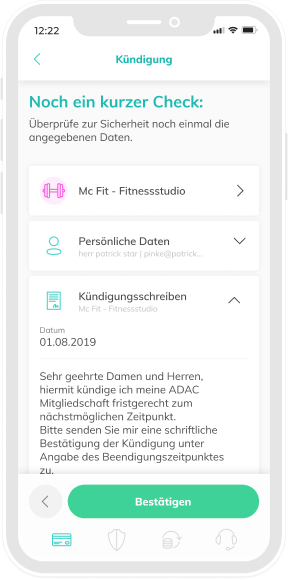 12:22
Kündigung
Noch ein kurzer Check:
Überprüfe zur Sicherheit noch einmal die
angegebenen Daten.
Mc Fit - Fitnessstudio
Persönliche Daten
herr patrick star | pinke@patrick...
Kündigungsschreiben
Mc Fit - Fitnessstudio
Datum
01.08.2019
Sehr geehrte Damen und Herren,
hiermit kündige ich meine ADAC
Mitgliedschaft fristgerecht zum
nächstmöglichen Zeitpunkt.
Bitte senden Sie mir eine schriftliche
Bestätigung der Kündigung unter
Angabe des Beendigungszeitpunktes
zu.
Bestätigen